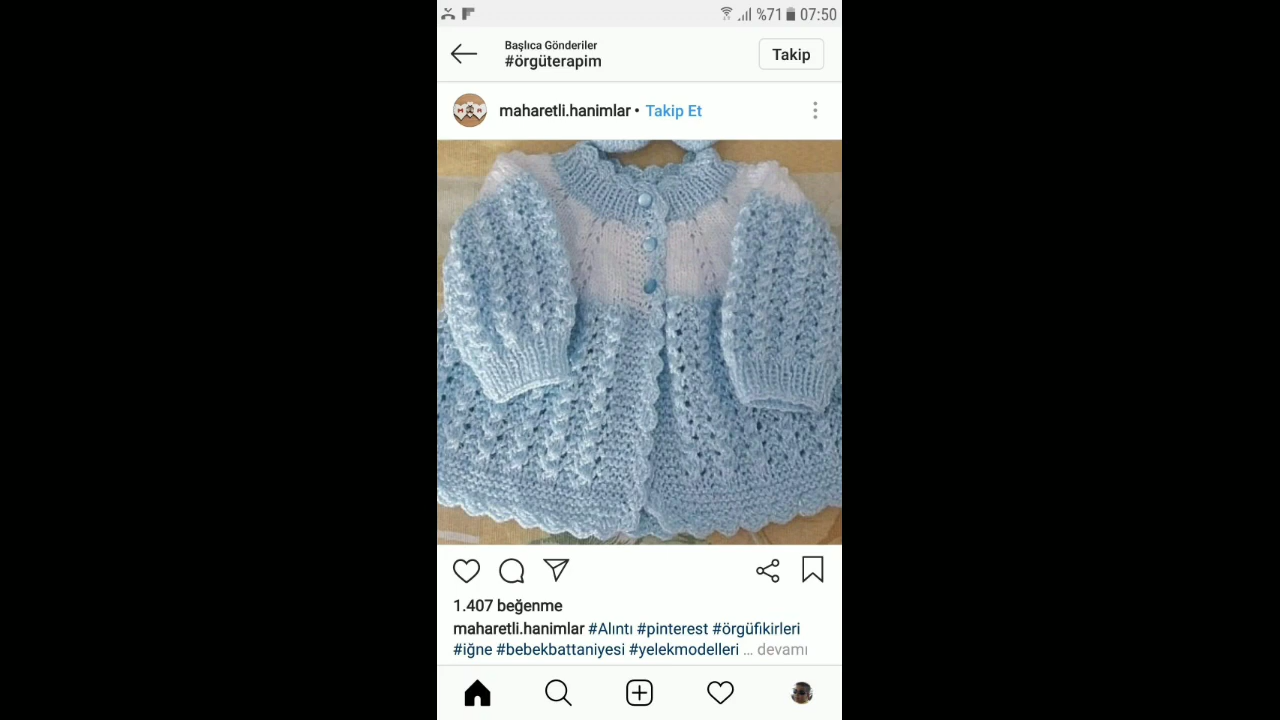 %71 07:50
Başlıca Gönderiler
#örgüterapim
Takip
maharetli.hanimlar • Takip Et
1.407 beğenme
maharetli.hanimlar #Alıntı #pinterest #örgüfikirleri
#iğne #bebekbattaniyesi #yelekmodelleri ... devamı